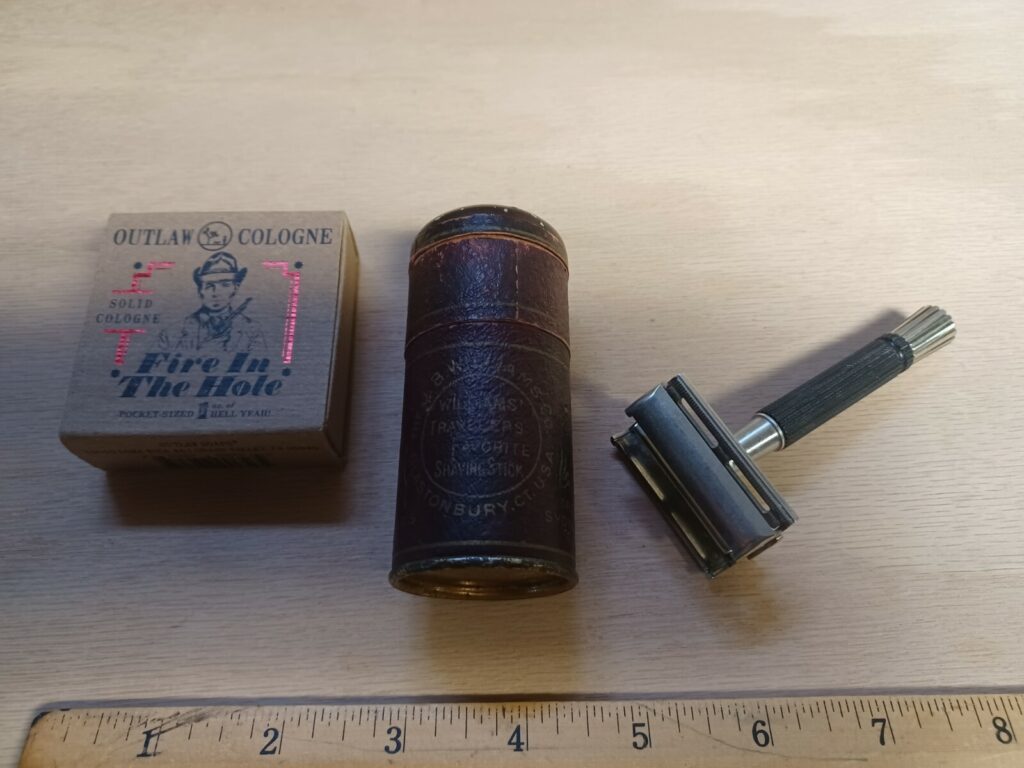 OUTLAW COLOGNE
SOLID
COLOGNE
Fire In
The Hole
POCKET-SIZED 1 oz. of HELL YEAH!
WILLIAMS'
TRAVELERS
FAVORITE
SHAVING STICK
GLASTONBURY, CT. U.S.A.
1 2 3 4 5 6 7 8